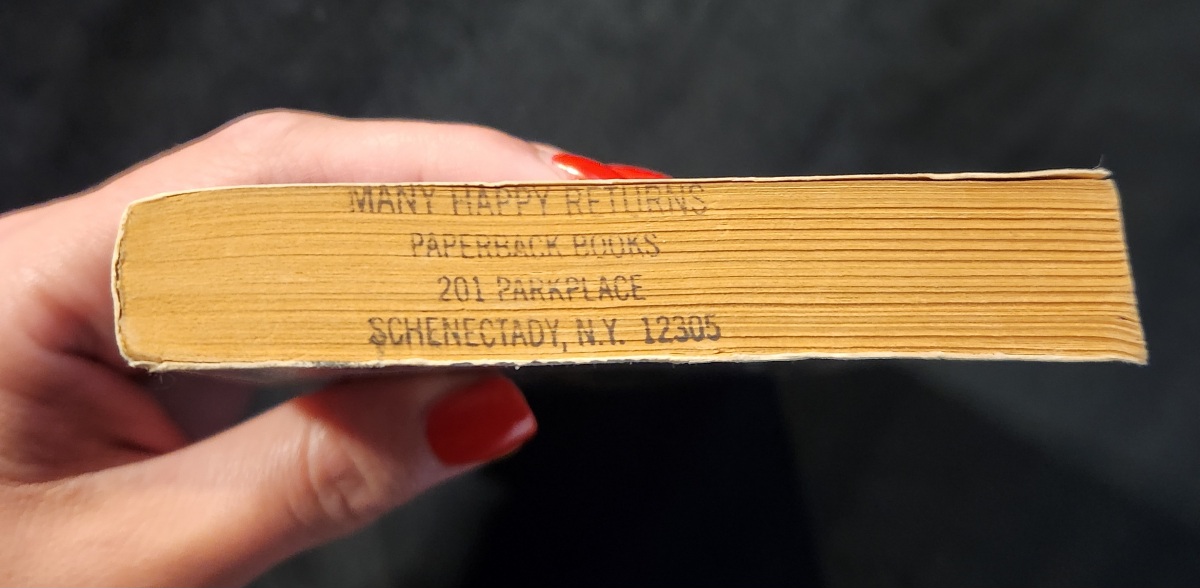 MANY HAPPY RETURNS
PAPERBACK BOOKS
201 PARKPLACE
SCHENECTADY, N.Y. 12305